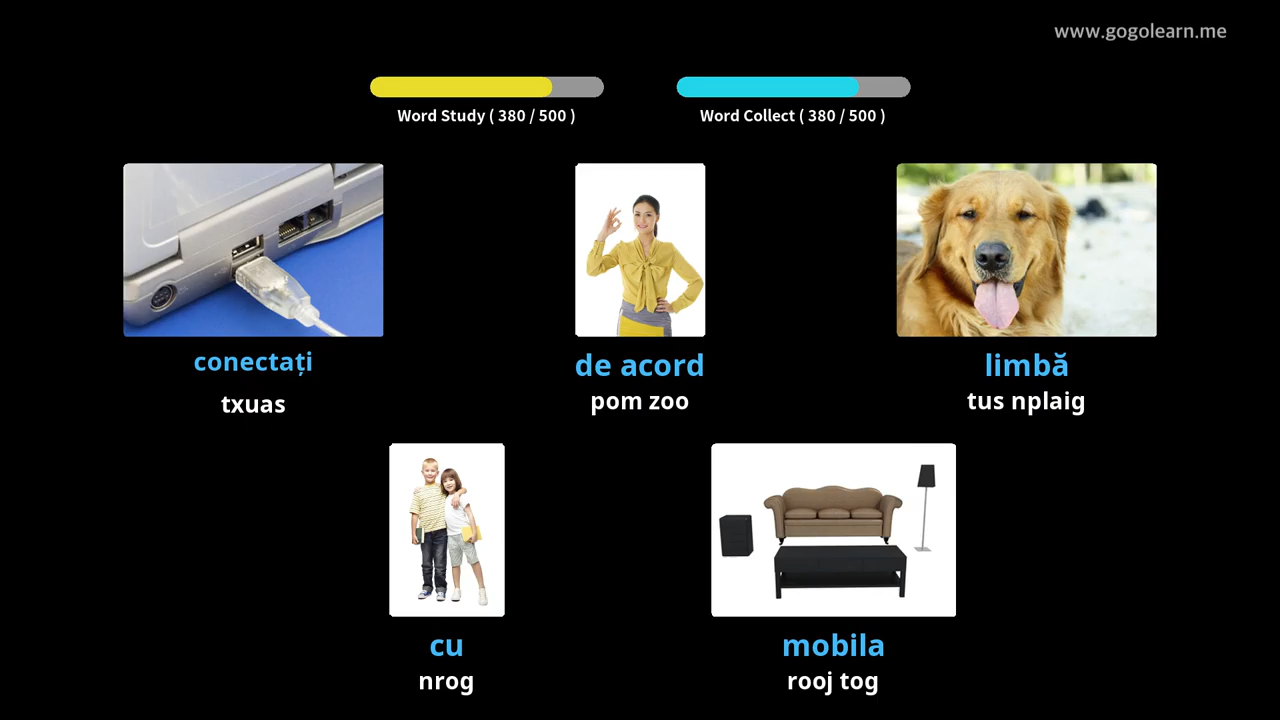 www.gogolearn.me
Word Study ( 380 / 500 )
Word Collect ( 380 / 500 )
conectați
txuas
de acord
pom zoo
limbă
tus nplaig
cu
nrog
mobila
rooj tog